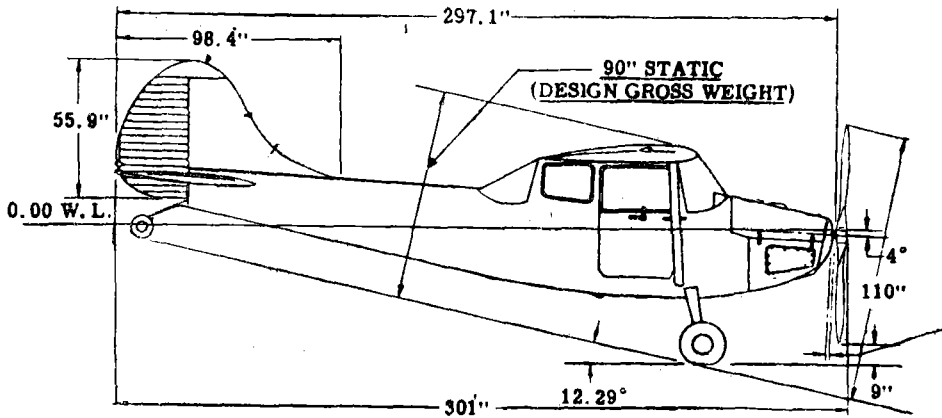 297.1"
98.4"
90" STATIC
(DESIGN GROSS WEIGHT)
55.9"
0.00 W. L.
4°
110"
9"
12.29°
301"